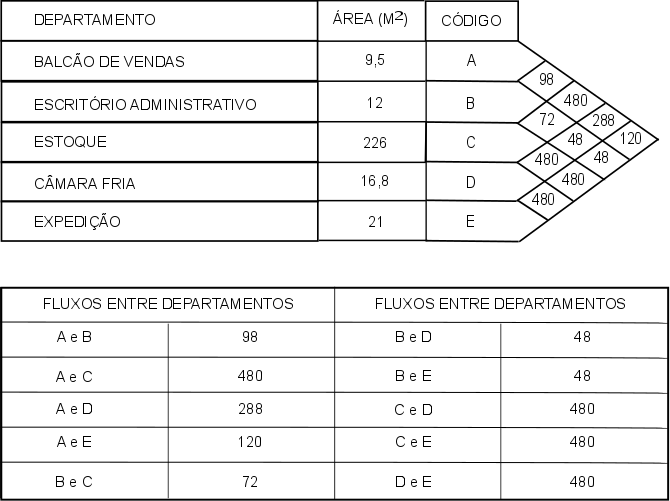 DEPARTAMENTO ÁREA (M2) CÓDIGO
BALCÃO DE VENDAS 9,5 A
98
ESCRITÓRIO ADMINISTRATIVO 12 B
480
72 288
ESTOQUE 226 C
48 120
480 48
CÂMARA FRIA 16,8 D
480
480
EXPEDIÇÃO 21 E
FLUXOS ENTRE DEPARTAMENTOS FLUXOS ENTRE DEPARTAMENTOS
A e B 98 B e D 48
A e C 480 B e E 48
A e D 288 C e D 480
A e E 120 C e E 480
B e C 72 D e E 480